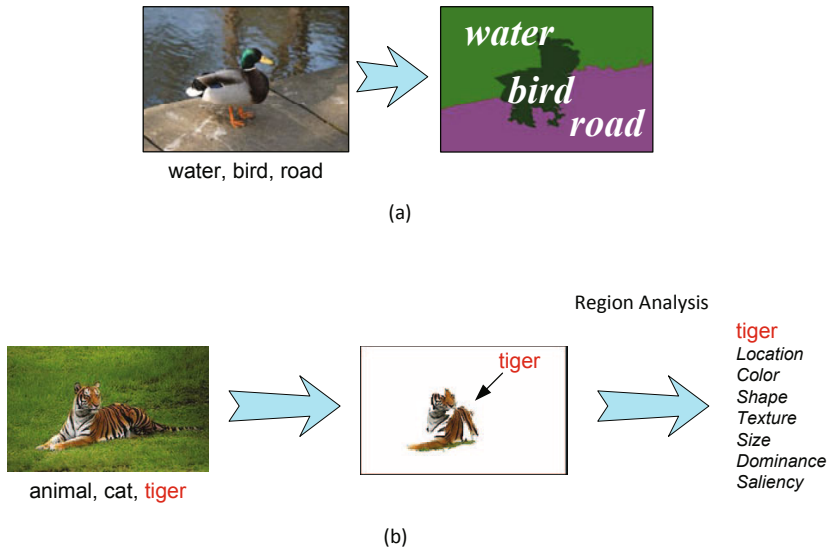 water
bird
road
water, bird, road
(a)
Region Analysis
tiger
tiger
Location
Color
Shape
Texture
Size
Dominance
Saliency
animal, cat, tiger
(b)